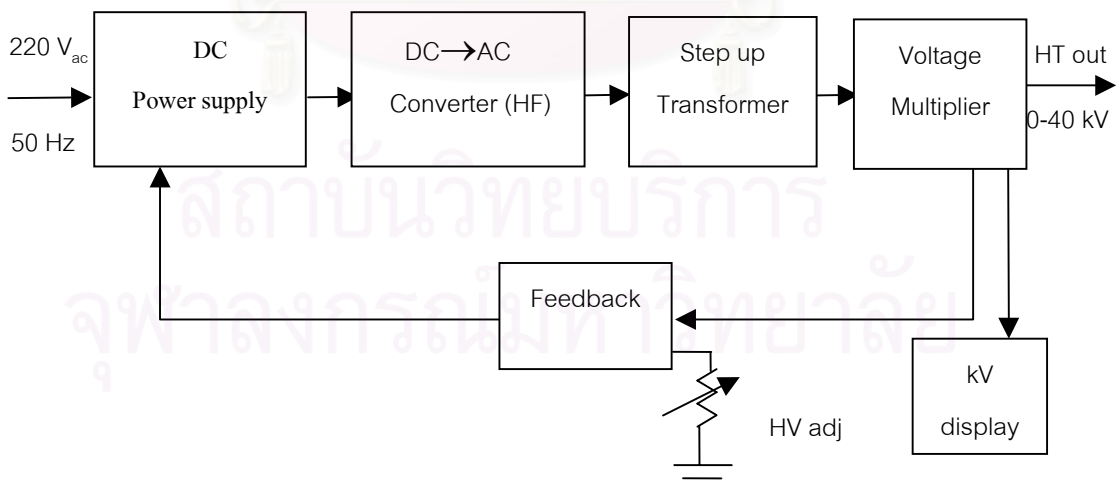 220 Vac
50 Hz
DC
Power supply
DC→AC
Converter (HF)
Step up
Transformer
Voltage
Multiplier
HT out
0-40 kV
สถาบันวิทยบริการ
จุฬาลงกรณ์มหาวิทยาลัย
Feedback
HV adj
kV
display